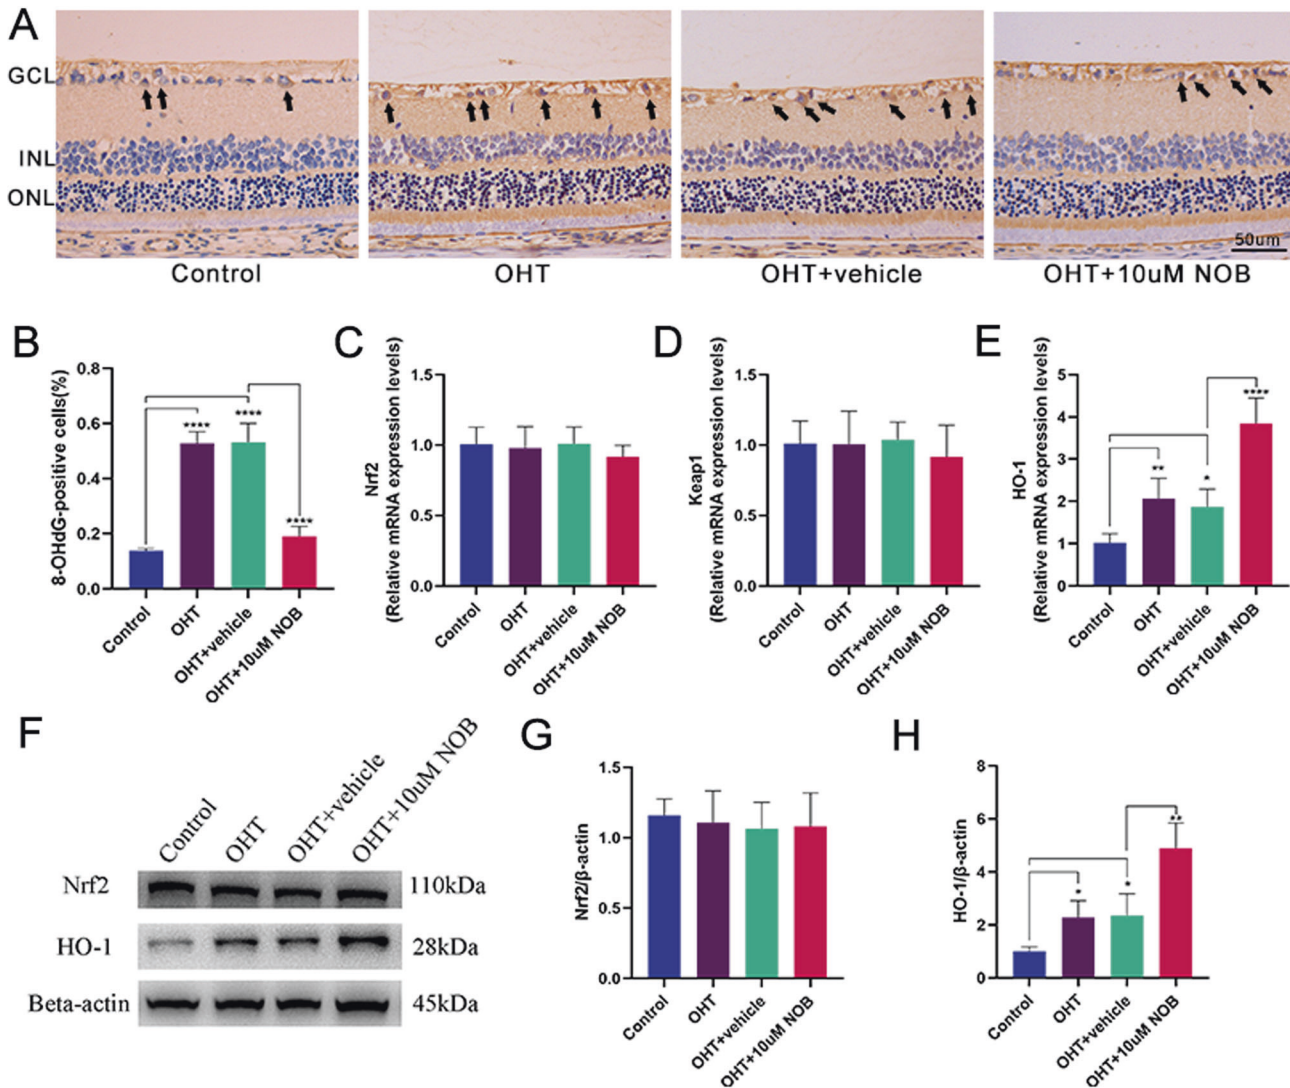 A
GCL
INL
ONL
50um
Control
OHT
OHT+vehicle
OHT+10uM NOB
B
8-OHdG-positive cells(%)
0.8
0.6
0.4
0.2
0.0
****
****
****
Control
OHT
OHT+vehicle
OHT+10uM NOB
C
Nrf2
(Relative mRNA expression levels)
1.5
1.0
0.5
0.0
Control
OHT
OHT+vehicle
OHT+10uM NOB
D
Keap1
(Relative mRNA expression levels)
1.5
1.0
0.5
0.0
Control
OHT
OHT+vehicle
OHT+10uM NOB
E
HO-1
(Relative mRNA expression levels)
5
4
3
2
1
0
**
*
****
Control
OHT
OHT+vehicle
OHT+10uM NOB
F
Control
OHT
OHT+vehicle
OHT+10uM NOB
Nrf2
110kDa
HO-1
28kDa
Beta-actin
45kDa
G
Nrf2/β-actin
1.5
1.0
0.5
0.0
Control
OHT
OHT+vehicle
OHT+10uM NOB
H
HO-1/β-actin
8
6
4
2
0
*
*
**
Control
OHT
OHT+vehicle
OHT+10uM NOB